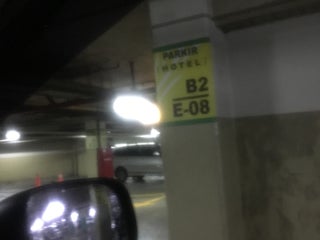 PARKIR
(HOTEL)
B2
E-08